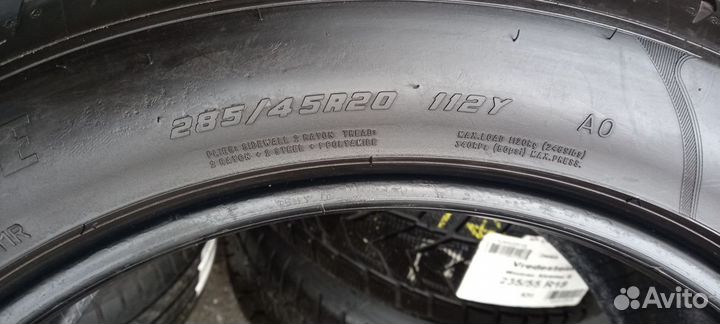 E
285/45R20 112Y AO
PLIES: SIDEWALL 2 RAYON TREAD:
2 RAYON + 2 STEEL + 1 POLYAMIDE
MAX.LOAD 1120kg (2469lbs)
340kPa (50psi) MAX.PRESS.
Vredestein
235/55 R19
Avito